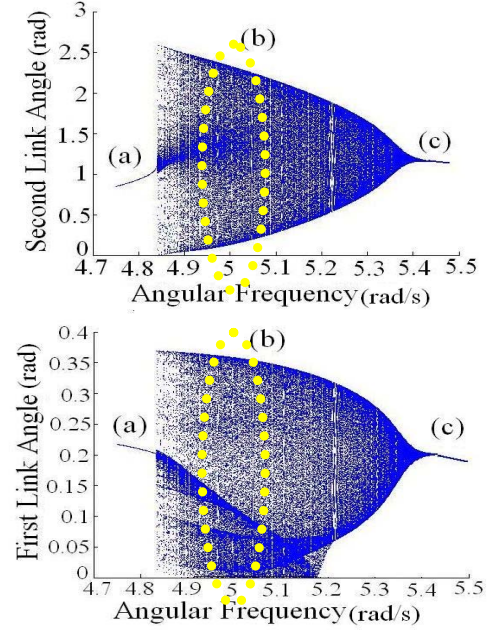 3
2.5
2
1.5
1
0.5
0
Second Link Angle (rad)
(a)
(b)
(c)
4.7 4.8 4.9 5 5.1 5.2 5.3 5.4 5.5
Angular Frequency(rad/s)
0.4
0.35
0.3
0.25
0.2
0.15
0.1
0.05
0
First Link Angle (rad)
(a)
(b)
(c)
4.7 4.8 4.9 5 5.1 5.2 5.3 5.4 5.5
Angular Frequency(rad/s)